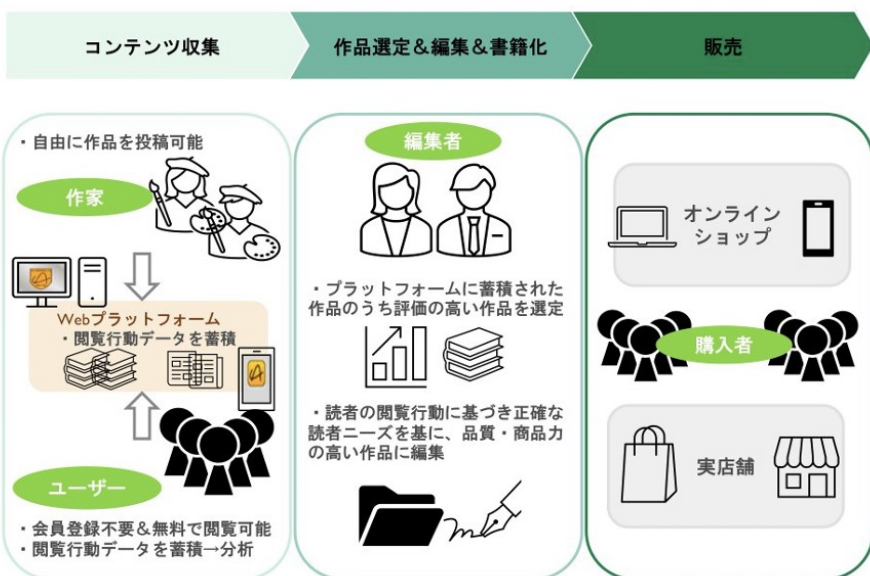 コンテンツ収集
作品選定＆編集＆書籍化
販売
・自由に作品を投稿可能
作家
Webプラットフォーム
・閲覧行動データを蓄積
ユーザー
・会員登録不要＆無料で閲覧可能
・閲覧行動データを蓄積→分析
編集者
・プラットフォームに蓄積された
作品のうち評価の高い作品を選定
・読者の閲覧行動に基づき正確な
読者ニーズを基に、品質・商品力
の高い作品に編集
オンライン
ショップ
購入者
実店舗